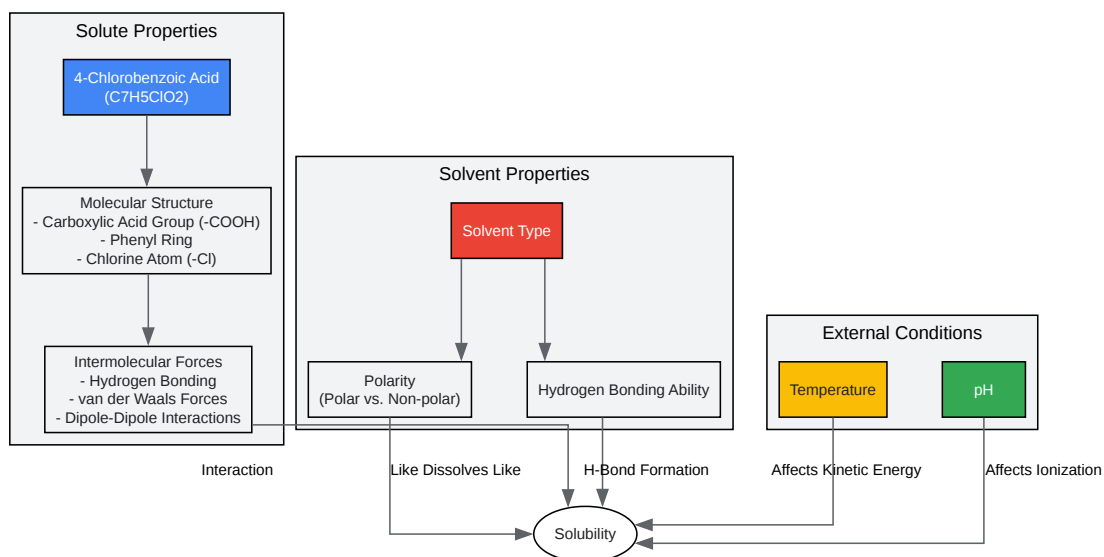 Solute Properties
4-Chlorobenzoic Acid
(C7H5ClO2)
Molecular Structure
- Carboxylic Acid Group (-COOH)
- Phenyl Ring
- Chlorine Atom (-Cl)
Intermolecular Forces
- Hydrogen Bonding
- van der Waals Forces
- Dipole-Dipole Interactions
Solvent Properties
Solvent Type
Polarity
(Polar vs. Non-polar)
Hydrogen Bonding Ability
External Conditions
Temperature
pH
Interaction
Like Dissolves Like
H-Bond Formation
Affects Kinetic Energy
Affects Ionization
Solubility